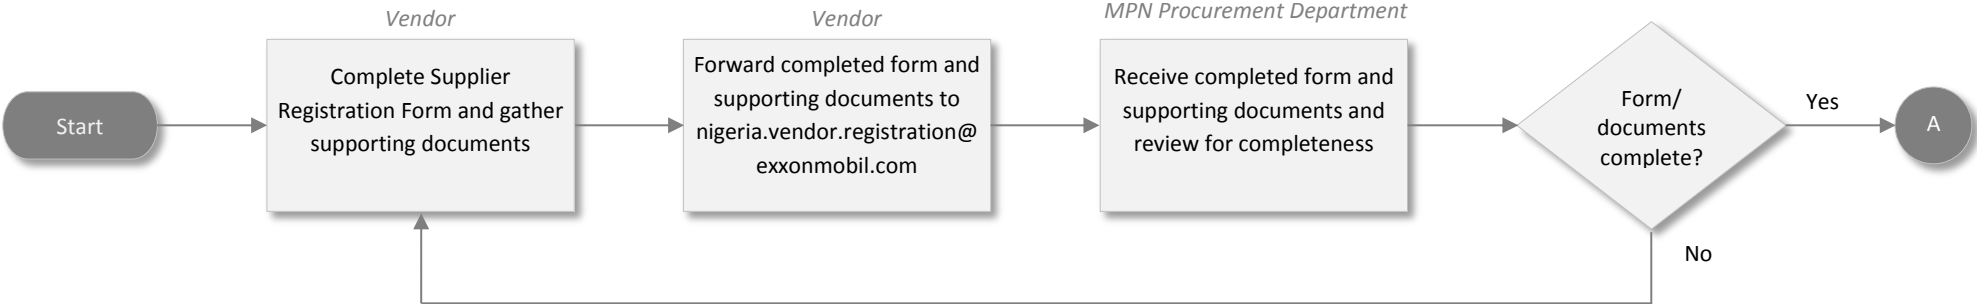 Vendor
Vendor
MPN Procurement Department
Start
Complete Supplier
Registration Form and gather
supporting documents
Forward completed form and
supporting documents to
nigeria.vendor.registration@
exxonmobil.com
Receive completed form and
supporting documents and
review for completeness
Form/
documents
complete?
Yes
A
No